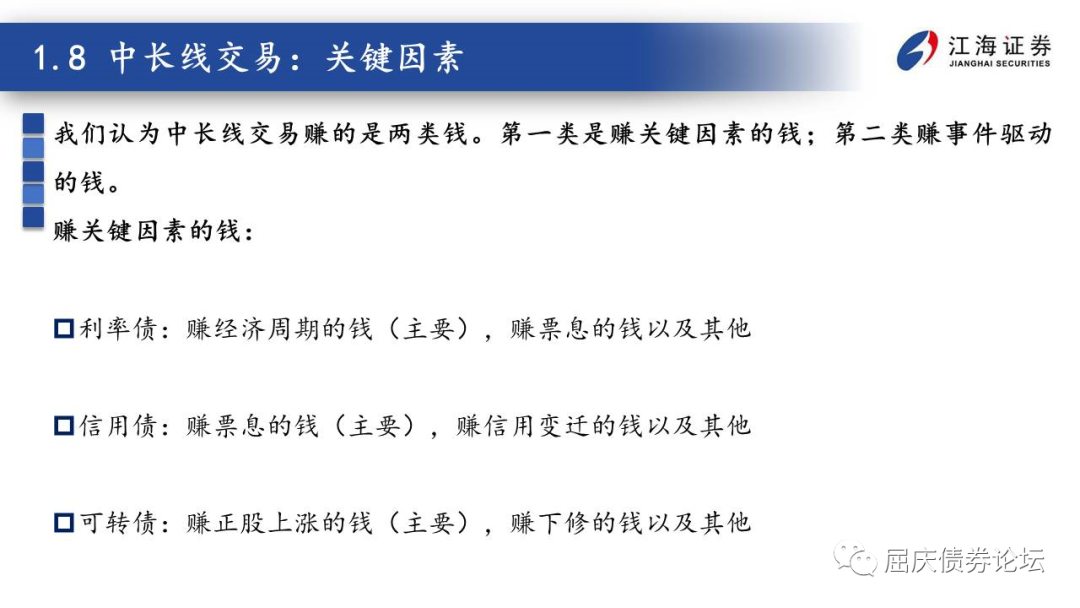 1.8 中长线交易：关键因素
江海证券
JIANGHAI SECURITIES
我们认为中长线交易赚的是两类钱。第一类是赚关键因素的钱；第二类赚事件驱动
的钱。
赚关键因素的钱：
利率债：赚经济周期的钱（主要），赚票息的钱以及其他
信用债：赚票息的钱（主要），赚信用变迁的钱以及其他
可转债：赚正股上涨的钱（主要），赚下修的钱以及其他
屈庆债券论坛